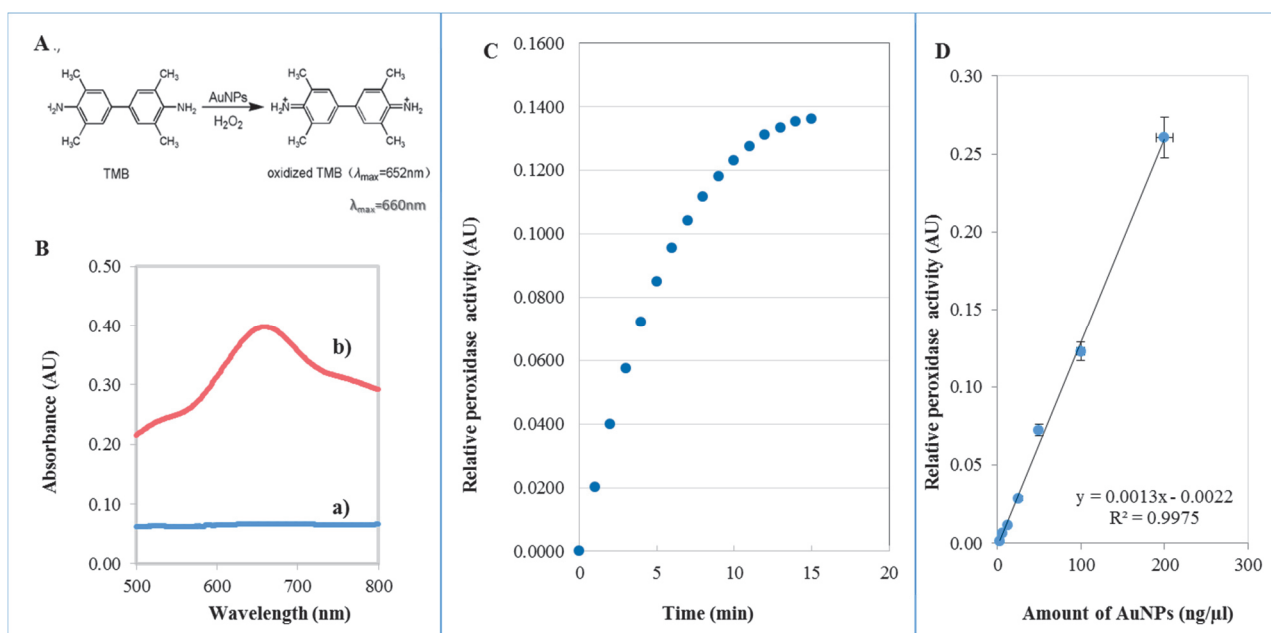 A .,
CH₃ CH₃
H₂N NH₂
CH₃ CH₃
TMB
AuNPs
H₂O₂
CH₃ CH₃
H₂N⁺ NH₂⁺
CH₃ CH₃
oxidized TMB (λmax=652nm)
λmax=660nm
B
0.50
0.40
0.30
0.20
0.10
0.00
Absorbance (AU)
b)
a)
500 600 700 800
Wavelength (nm)
C
0.1600
0.1400
0.1200
0.1000
0.0800
0.0600
0.0400
0.0200
0.0000
Relative peroxidase activity (AU)
0 5 10 15 20
Time (min)
D
0.30
0.25
0.20
0.15
0.10
0.05
0.00
Relative peroxidase activity (AU)
y = 0.0013x - 0.0022
R² = 0.9975
0 100 200 300
Amount of AuNPs (ng/µl)